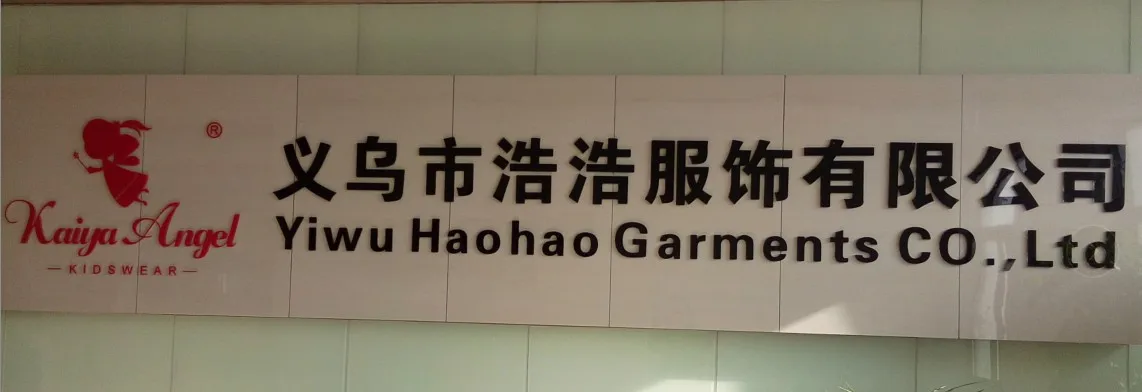 ®
Kaiya Angel
—KIDSWEAR—
义乌市浩浩服饰有限公司
Yiwu Haohao Garments CO.,Ltd